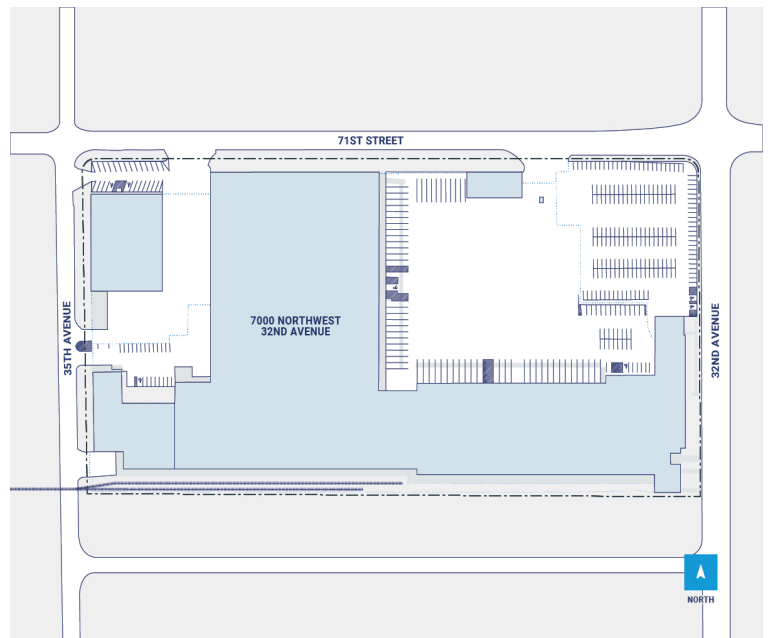 71ST STREET
7000 NORTHWEST
32ND AVENUE
35TH AVENUE
32ND AVENUE
NORTH